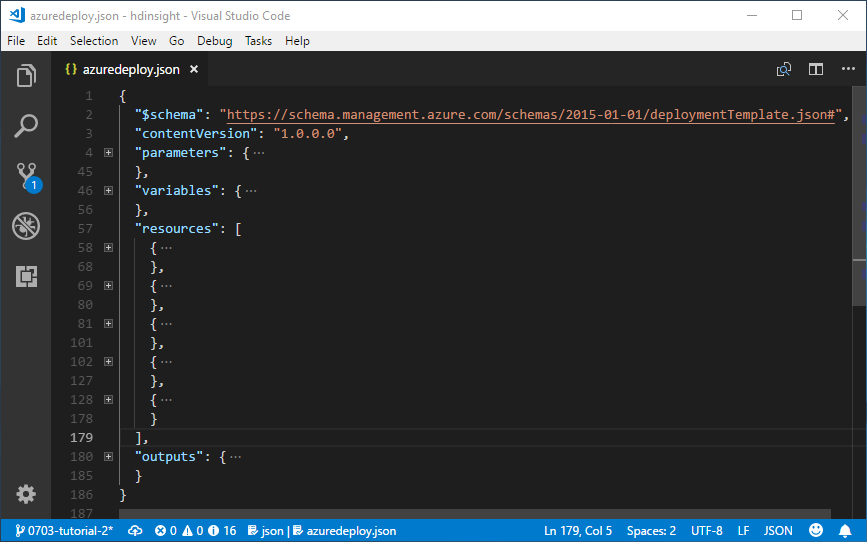 azuredeploy.json - hdinsight - Visual Studio Code
File Edit Selection View Go Debug Tasks Help
{} azuredeploy.json ×
1 {
2 "$schema": "https://schema.management.azure.com/schemas/2015-01-01/deploymentTemplate.json#",
3 "contentVersion": "1.0.0.0",
4 "parameters": {···
45 },
46 "variables": {···
56 },
57 "resources": [
58 {···
68 },
69 {···
80 },
81 {···
101 },
102 {···
127 },
128 {···
178 }
179 ],
180 "outputs": {···
185 }
186 }
187
1
0703-tutorial-2* 0 0 16 json | azuredeploy.json Ln 179, Col 5 Spaces: 2 UTF-8 LF JSON